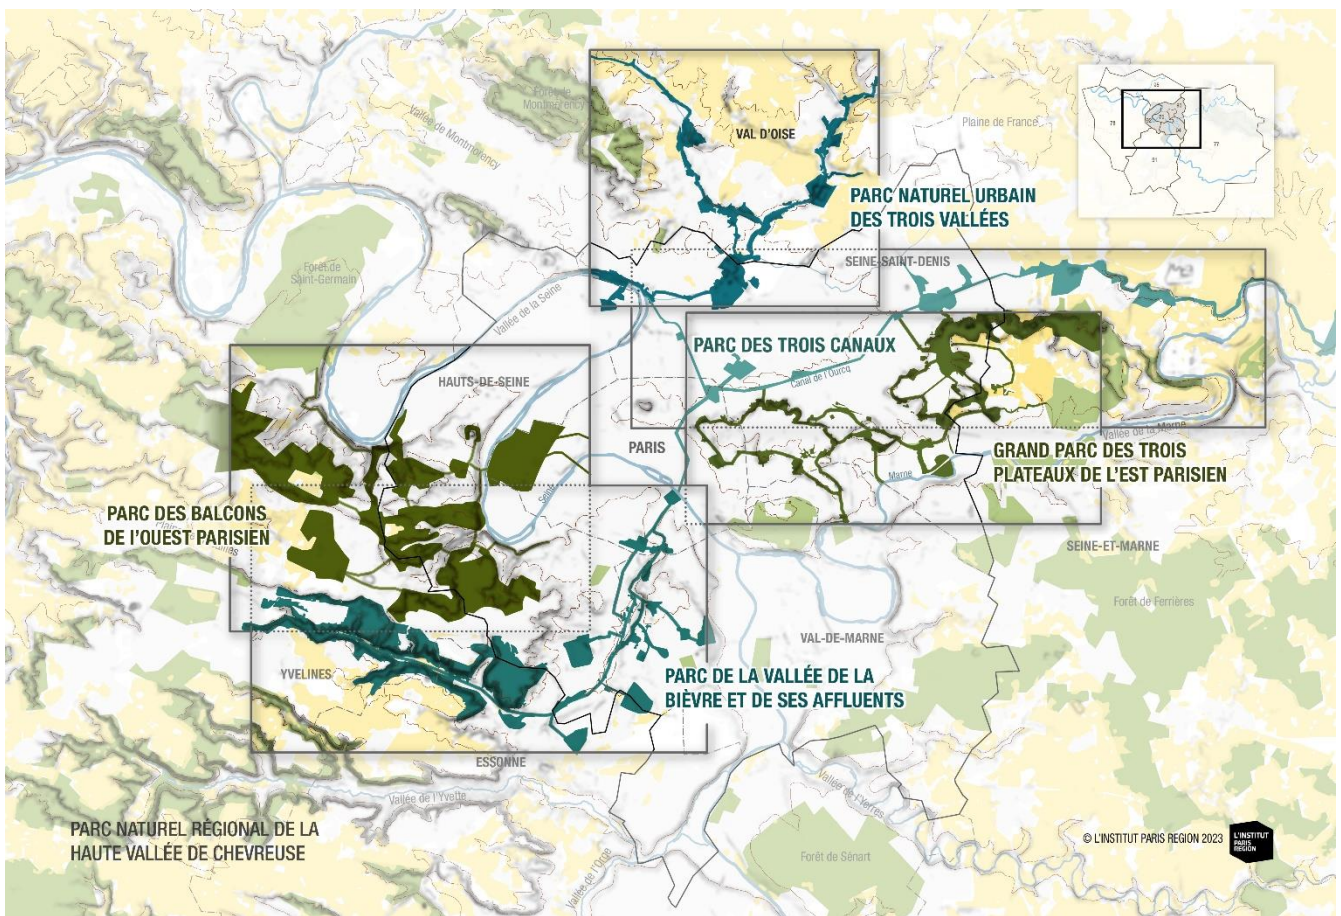 Forêt de
Montmorency
Vallée de Montmorency
VAL D'OISE
Plaine de France
95
78
77
91
PARC NATUREL URBAIN
DES TROIS VALLÉES
SEINE-SAINT-DENIS
Forêt de
Saint-Germain
Vallée de la Seine
PARC DES TROIS CANAUX
Canal de l'Ourcq
HAUTS-DE-SEINE
PARIS
Vallée de la Marne
Marne
GRAND PARC DES TROIS
PLATEAUX DE L'EST PARISIEN
Seine
PARC DES BALCONS
DE l'OUEST PARISIEN
SEINE-ET-MARNE
Forêt de Ferrières
VAL-DE-MARNE
YVELINES
PARC DE LA VALLÉE DE LA
BIÈVRE ET DE SES AFFLUENTS
ESSONNE
Vallée de l'Yvette
Vallée de l'Yerres
PARC NATUREL RÉGIONAL DE LA
HAUTE VALLÉE DE CHEVREUSE
Forêt de Sénart
Vallée de l'Orge
© L'INSTITUT PARIS REGION 2023
L'INSTITUT
PARIS
REGION